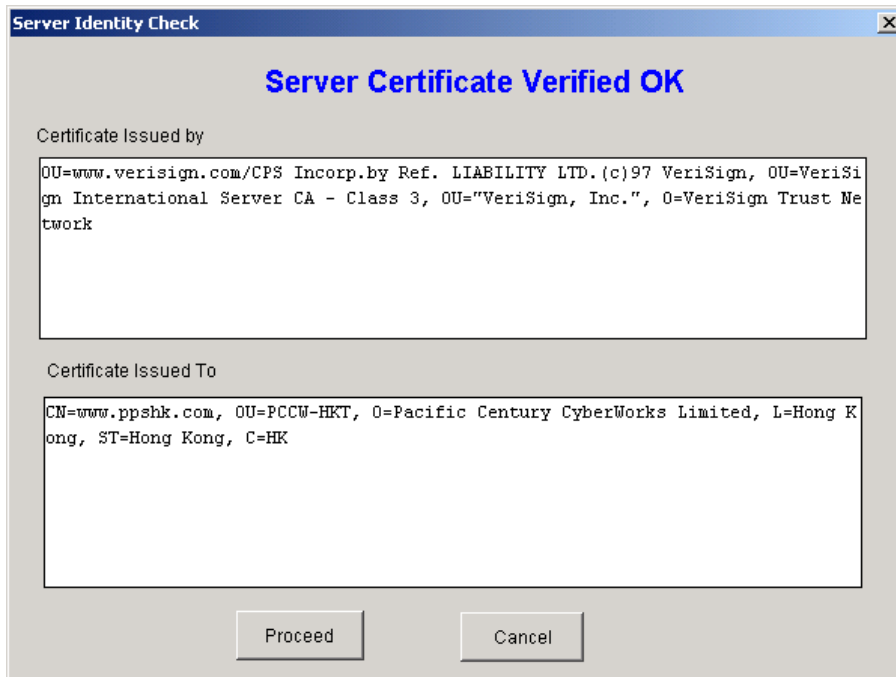 Server Identity Check
Server Certificate Verified OK
Certificate Issued by
OU=www.verisign.com/CPS Incorp.by Ref. LIABILITY LTD.(c)97 VeriSign, OU=VeriSi
gn International Server CA - Class 3, OU="VeriSign, Inc.", O=VeriSign Trust Ne
twork
Certificate Issued To
CN=www.ppshk.com, OU=PCCW-HKT, O=Pacific Century CyberWorks Limited, L=Hong K
ong, ST=Hong Kong, C=HK
Proceed
Cancel